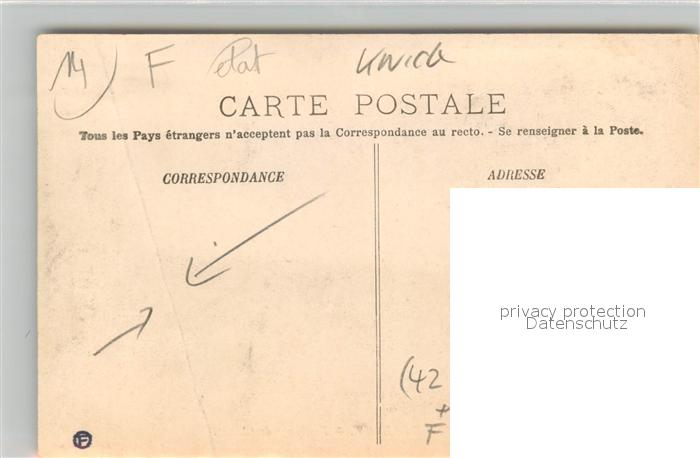 14 F état Knick
CARTE POSTALE
Tous les Pays étrangers n'acceptent pas la Correspondance au recto. - Se renseigner à la Poste.
CORRESPONDANCE
ADRESSE
privacy protection
Datenschutz
(42
+
F
F